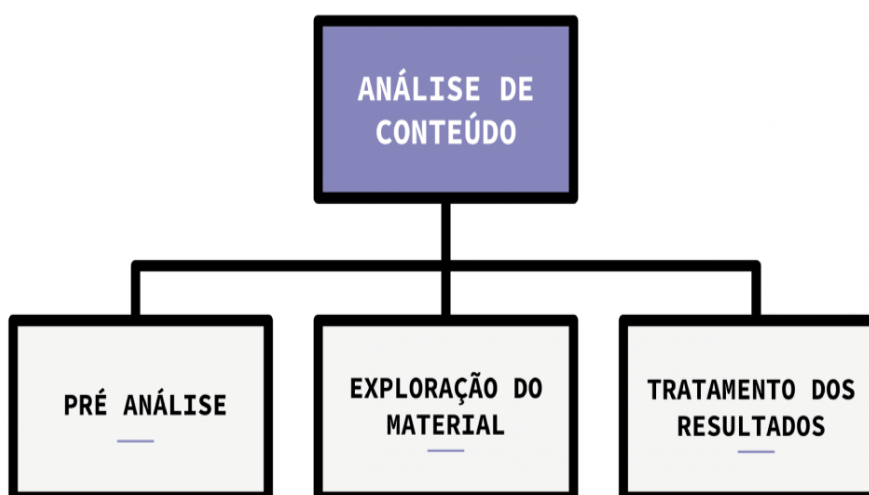 ANÁLISE DE
CONTEÚDO
PRÉ ANÁLISE
EXPLORAÇÃO DO
MATERIAL
TRATAMENTO DOS
RESULTADOS